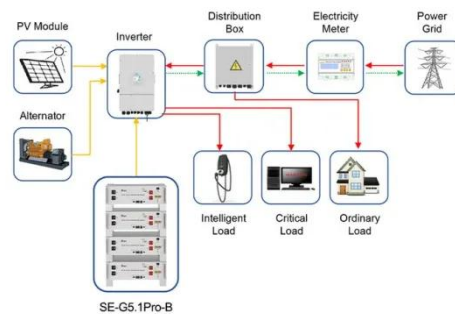 PV Module
Inverter
Distribution
Box
Electricity
Meter
Power
Grid
Alternator
Intelligent
Load
Critical
Load
Ordinary
Load
SE-G5.1Pro-B